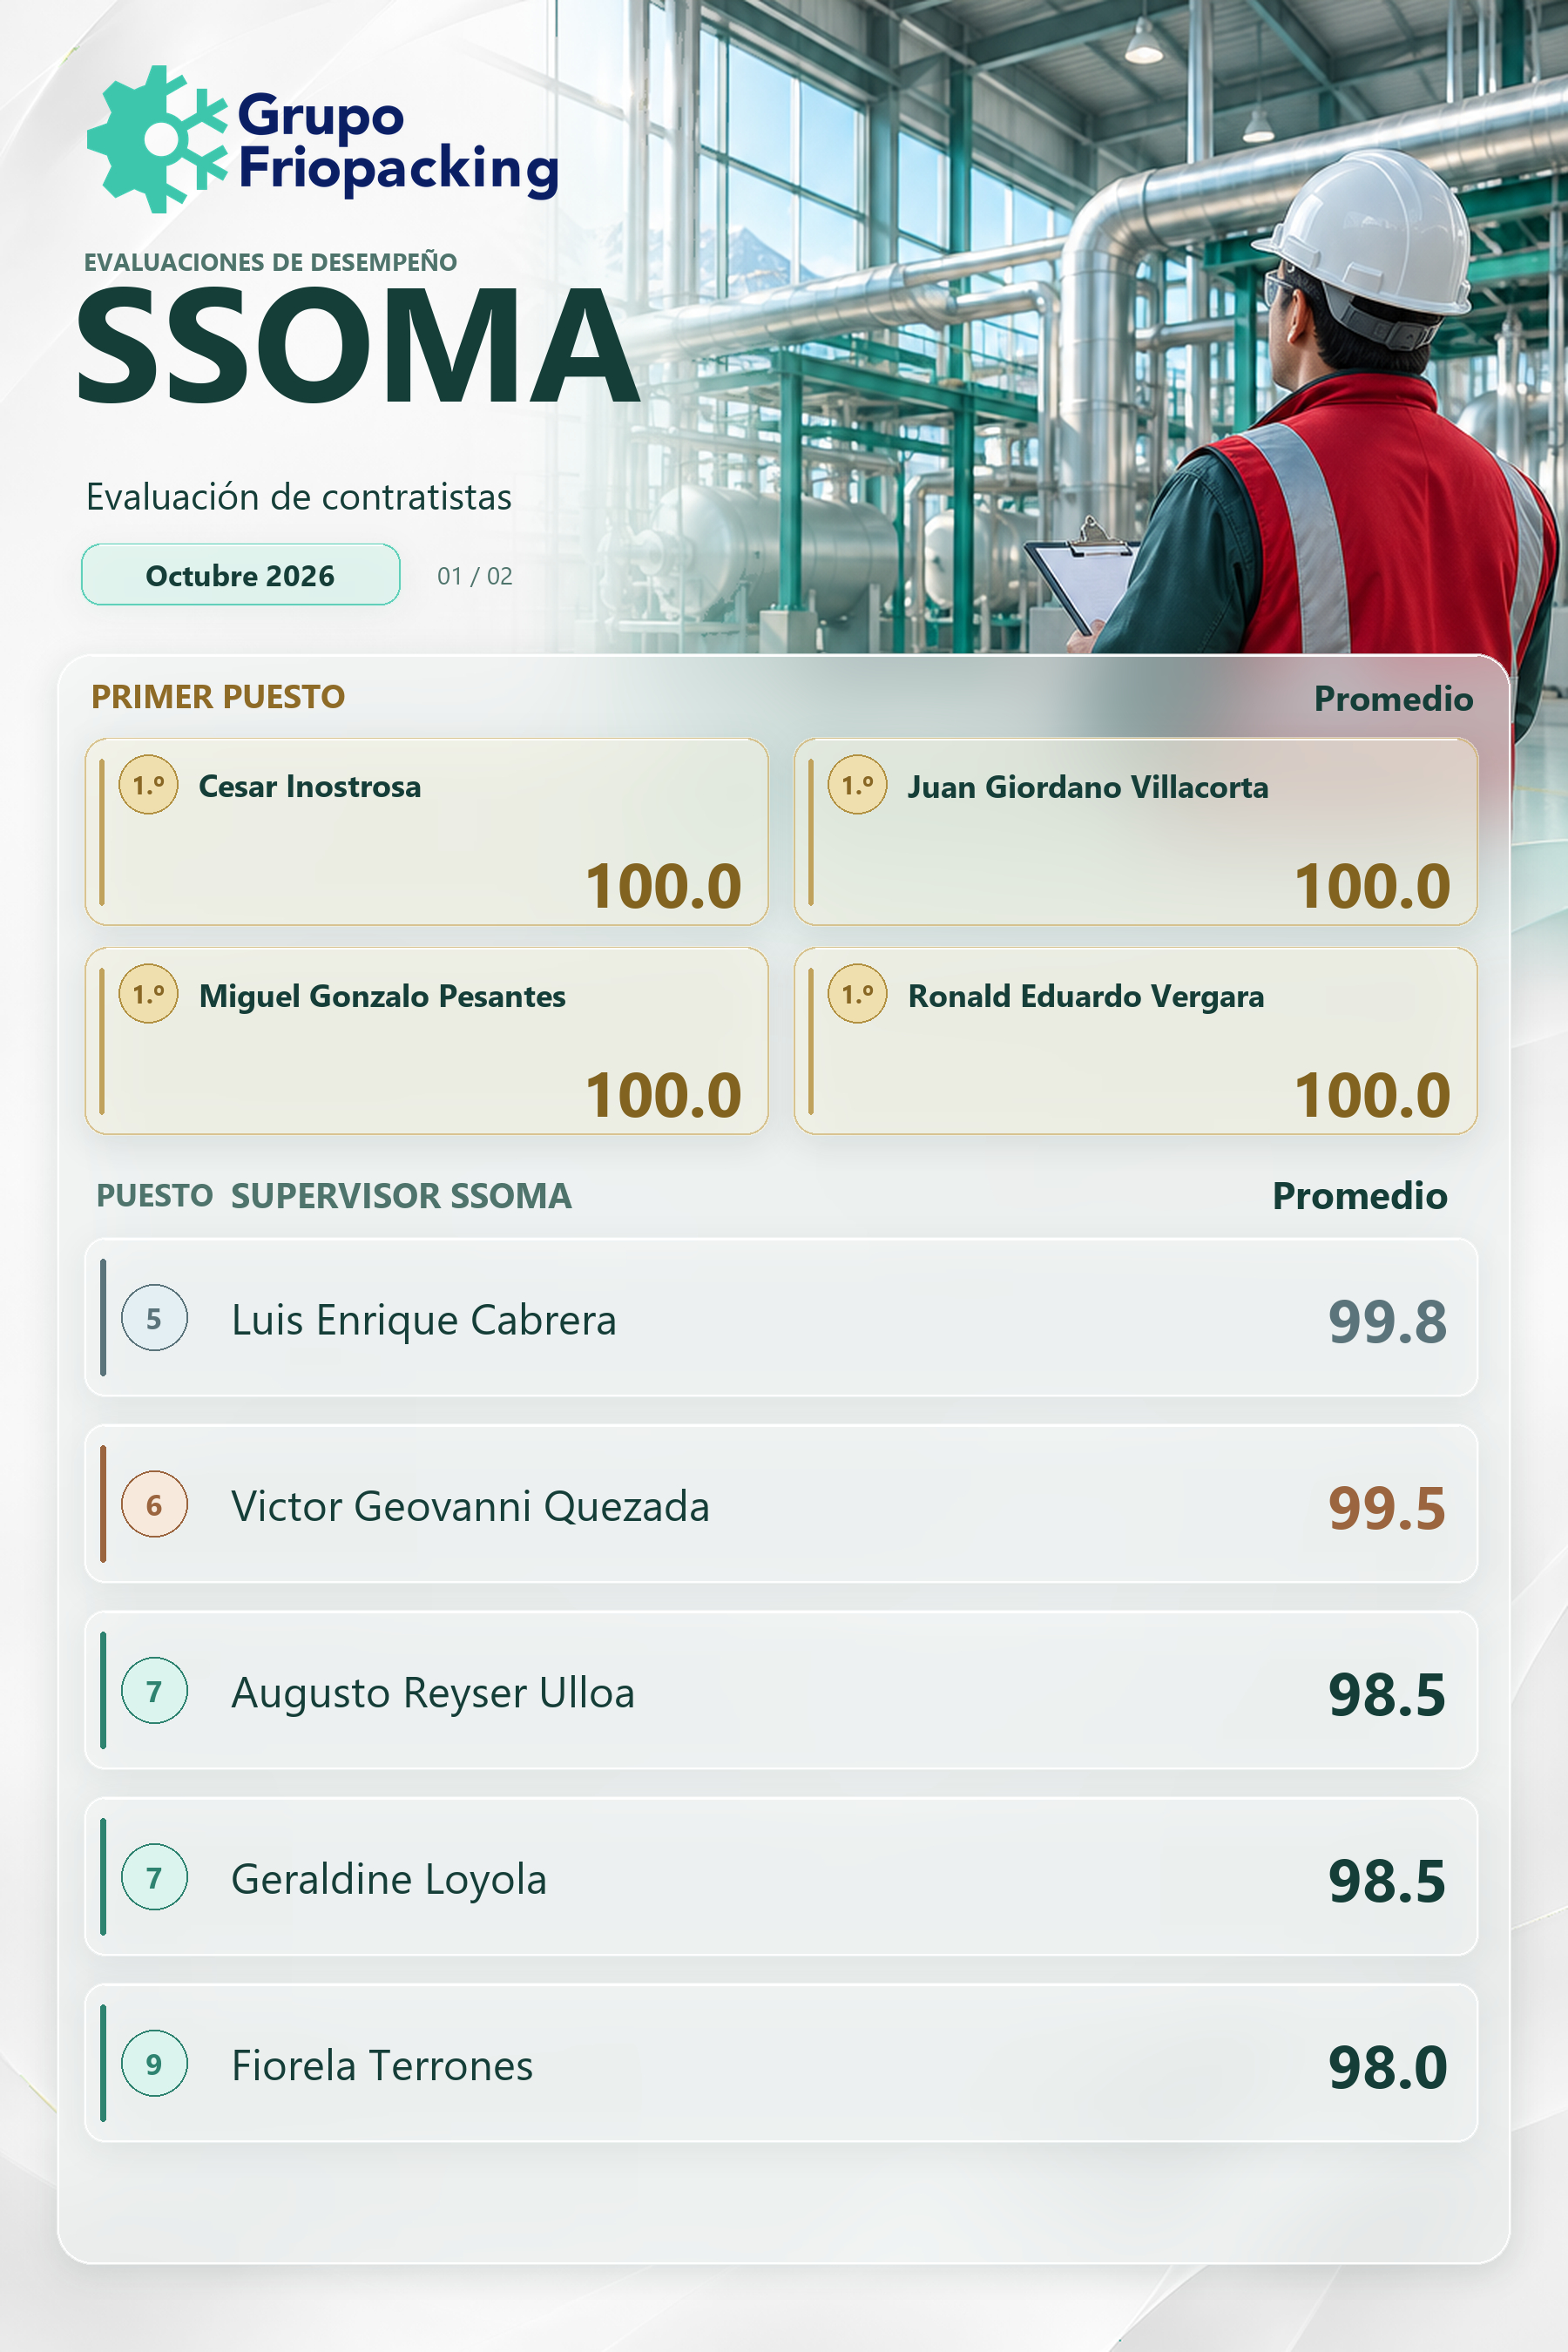 Grupo
Friopacking
EVALUACIONES DE DESEMPEÑO
SSOMA
Evaluación de contratistas
Octubre 2026 01 / 02
PRIMER PUESTO Promedio
1.º Cesar Inostrosa
100.0
1.º Juan Giordano Villacorta
100.0
1.º Miguel Gonzalo Pesantes
100.0
1.º Ronald Eduardo Vergara
100.0
PUESTO SUPERVISOR SSOMA Promedio
5 Luis Enrique Cabrera 99.8
6 Victor Geovanni Quezada 99.5
7 Augusto Reyser Ulloa 98.5
7 Geraldine Loyola 98.5
9 Fiorela Terrones 98.0